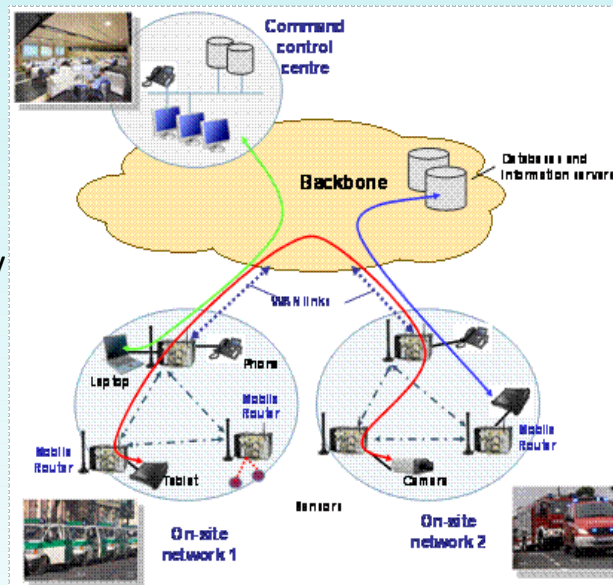 Command
control
centre
Backbone
Databases and
information servers
WAN links
Laptop
Phone
Mobile
Router
Mobile
Router
Tablet
Mobile
Router
Camera
Sensors
On-site
network 1
On-site
network 2